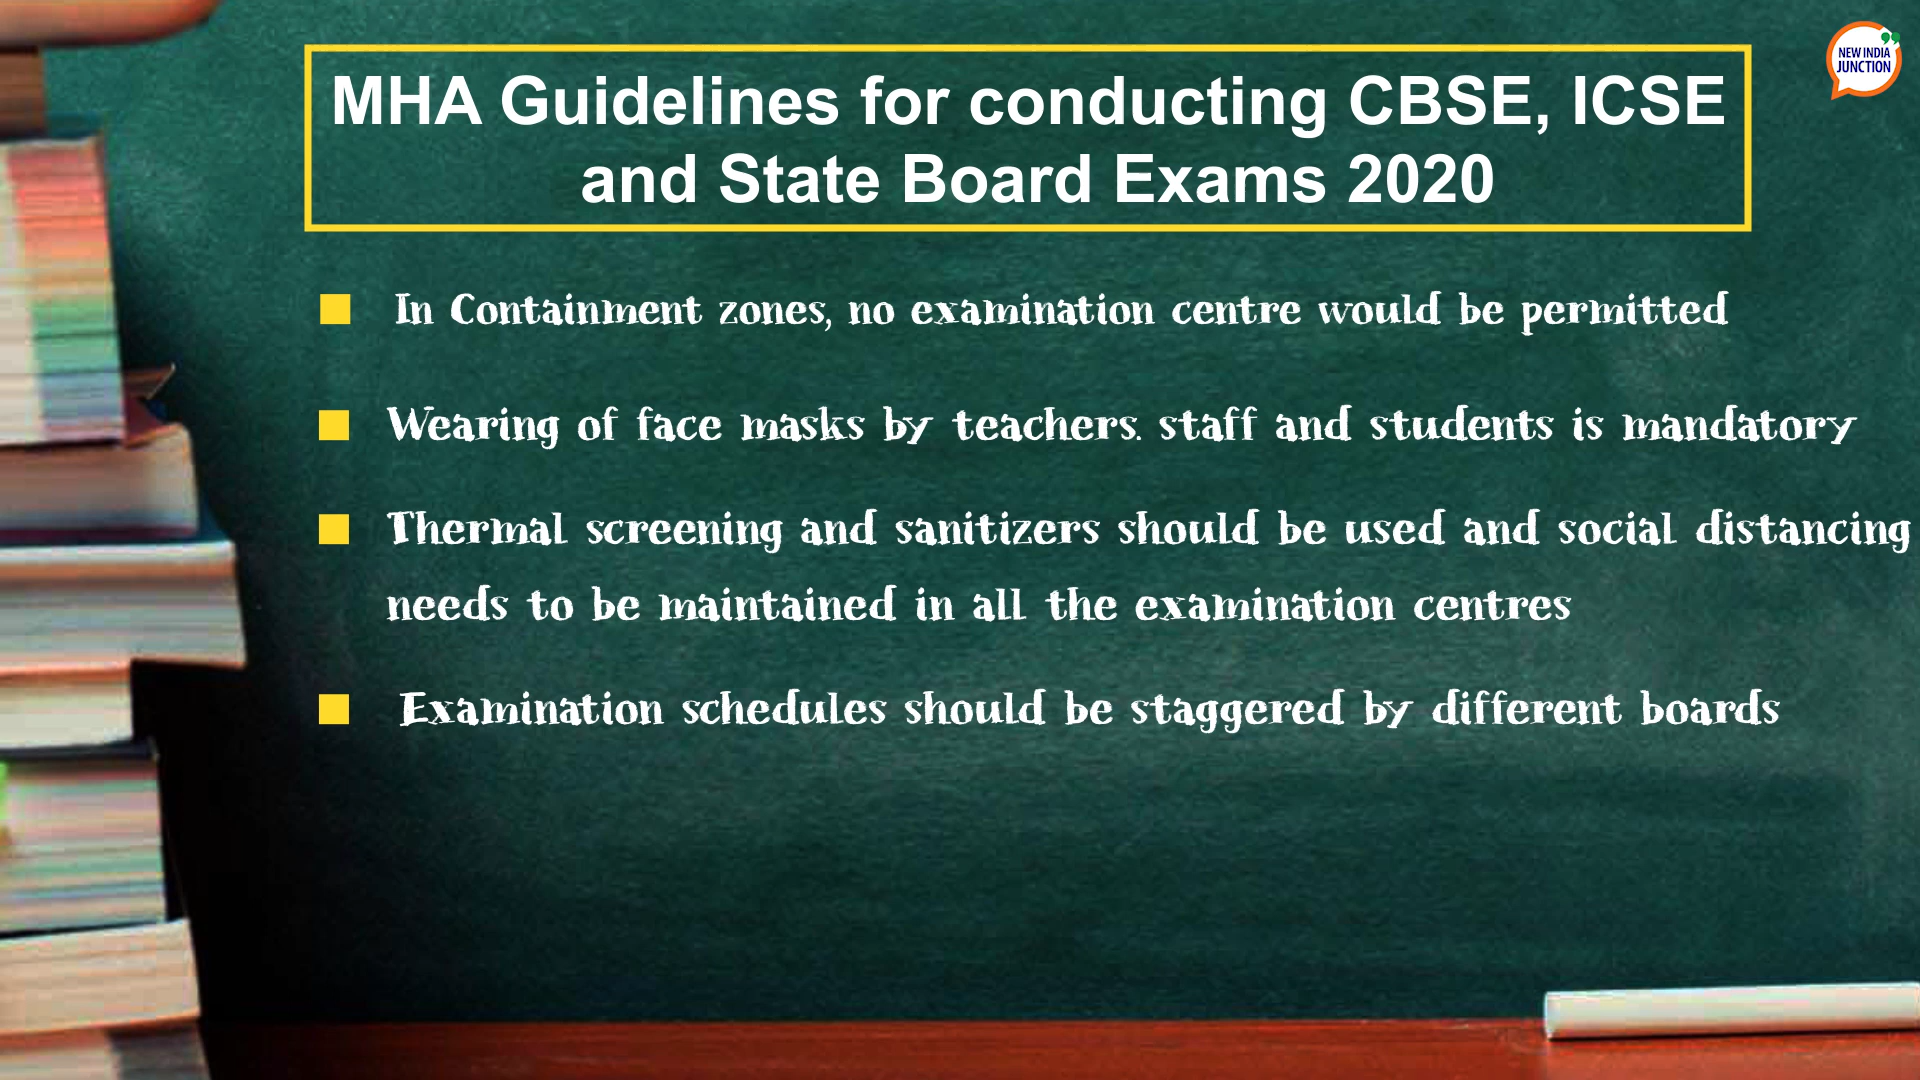 NEW INDIA
JUNCTION
MHA Guidelines for conducting CBSE, ICSE
and State Board Exams 2020
In Containment zones, no examination centre would be permitted
Wearing of face masks by teachers. staff and students is mandatory
Thermal screening and sanitizers should be used and social distancing
needs to be maintained in all the examination centres
Examination schedules should be staggered by different boards